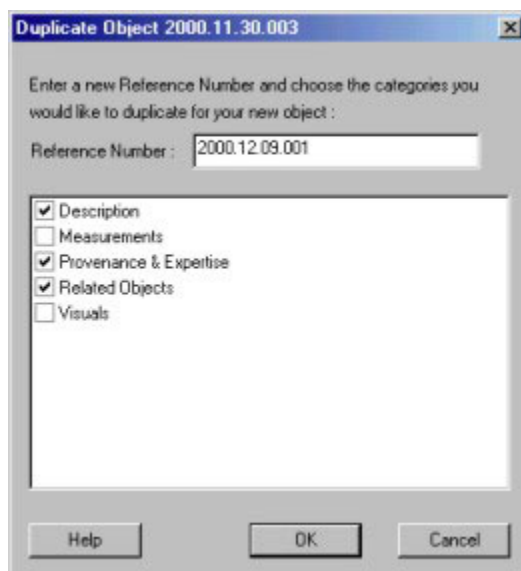 Duplicate Object 2000.11.30.003
Enter a new Reference Number and choose the categories you
would like to duplicate for your new object :
Reference Number : 2000.12.09.001
Description
Measurements
Provenance & Expertise
Related Objects
Visuals
Help OK Cancel